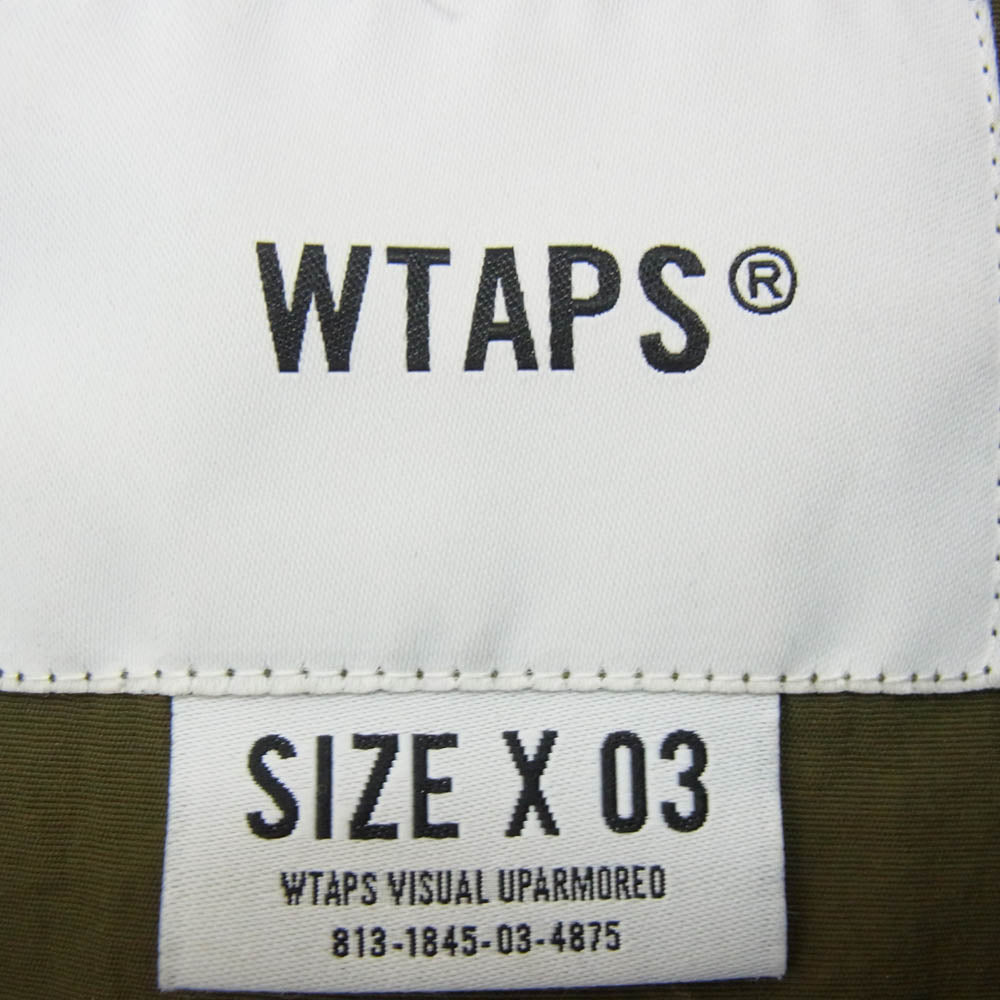 WTAPS®
SIZE X 03
WTAPS VISUAL UPARMORED
813-1845-03-4875